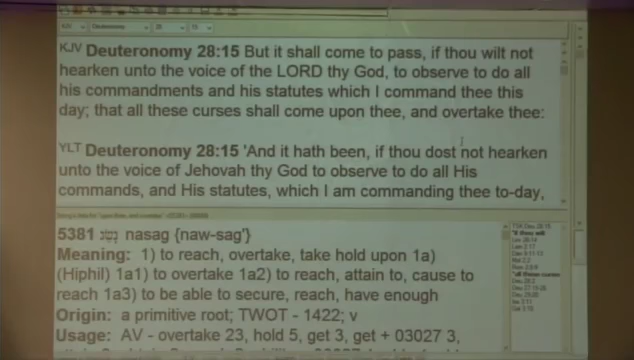 KJV Deuteronomy 28:15 But it shall come to pass, if thou wilt not
hearken unto the voice of the LORD thy God, to observe to do all
his commandments and his statutes which I command thee this
day; that all these curses shall come upon thee, and overtake thee:
YLT Deuteronomy 28:15 'And it hath been, if thou dost not hearken
unto the voice of Jehovah thy God to observe to do all His
commands, and His statutes, which I am commanding thee to-day,
5381 נשׂג nasag {naw-sag'}
Meaning: 1) to reach, overtake, take hold upon 1a)
(Hiphil) 1a1) to overtake 1a2) to reach, attain to, cause to
reach 1a3) to be able to secure, reach, have enough
Origin: a primitive root; TWOT - 1422; v
Usage: AV - overtake 23, hold 5, get 3, get + 03027 3,